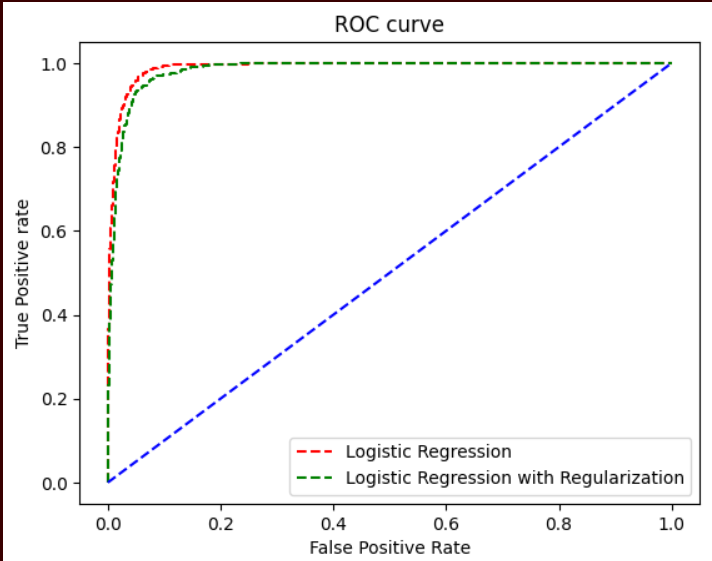 ROC curve
True Positive rate
1.0
0.8
0.6
0.4
0.2
0.0
Logistic Regression
Logistic Regression with Regularization
0.0 0.2 0.4 0.6 0.8 1.0
False Positive Rate